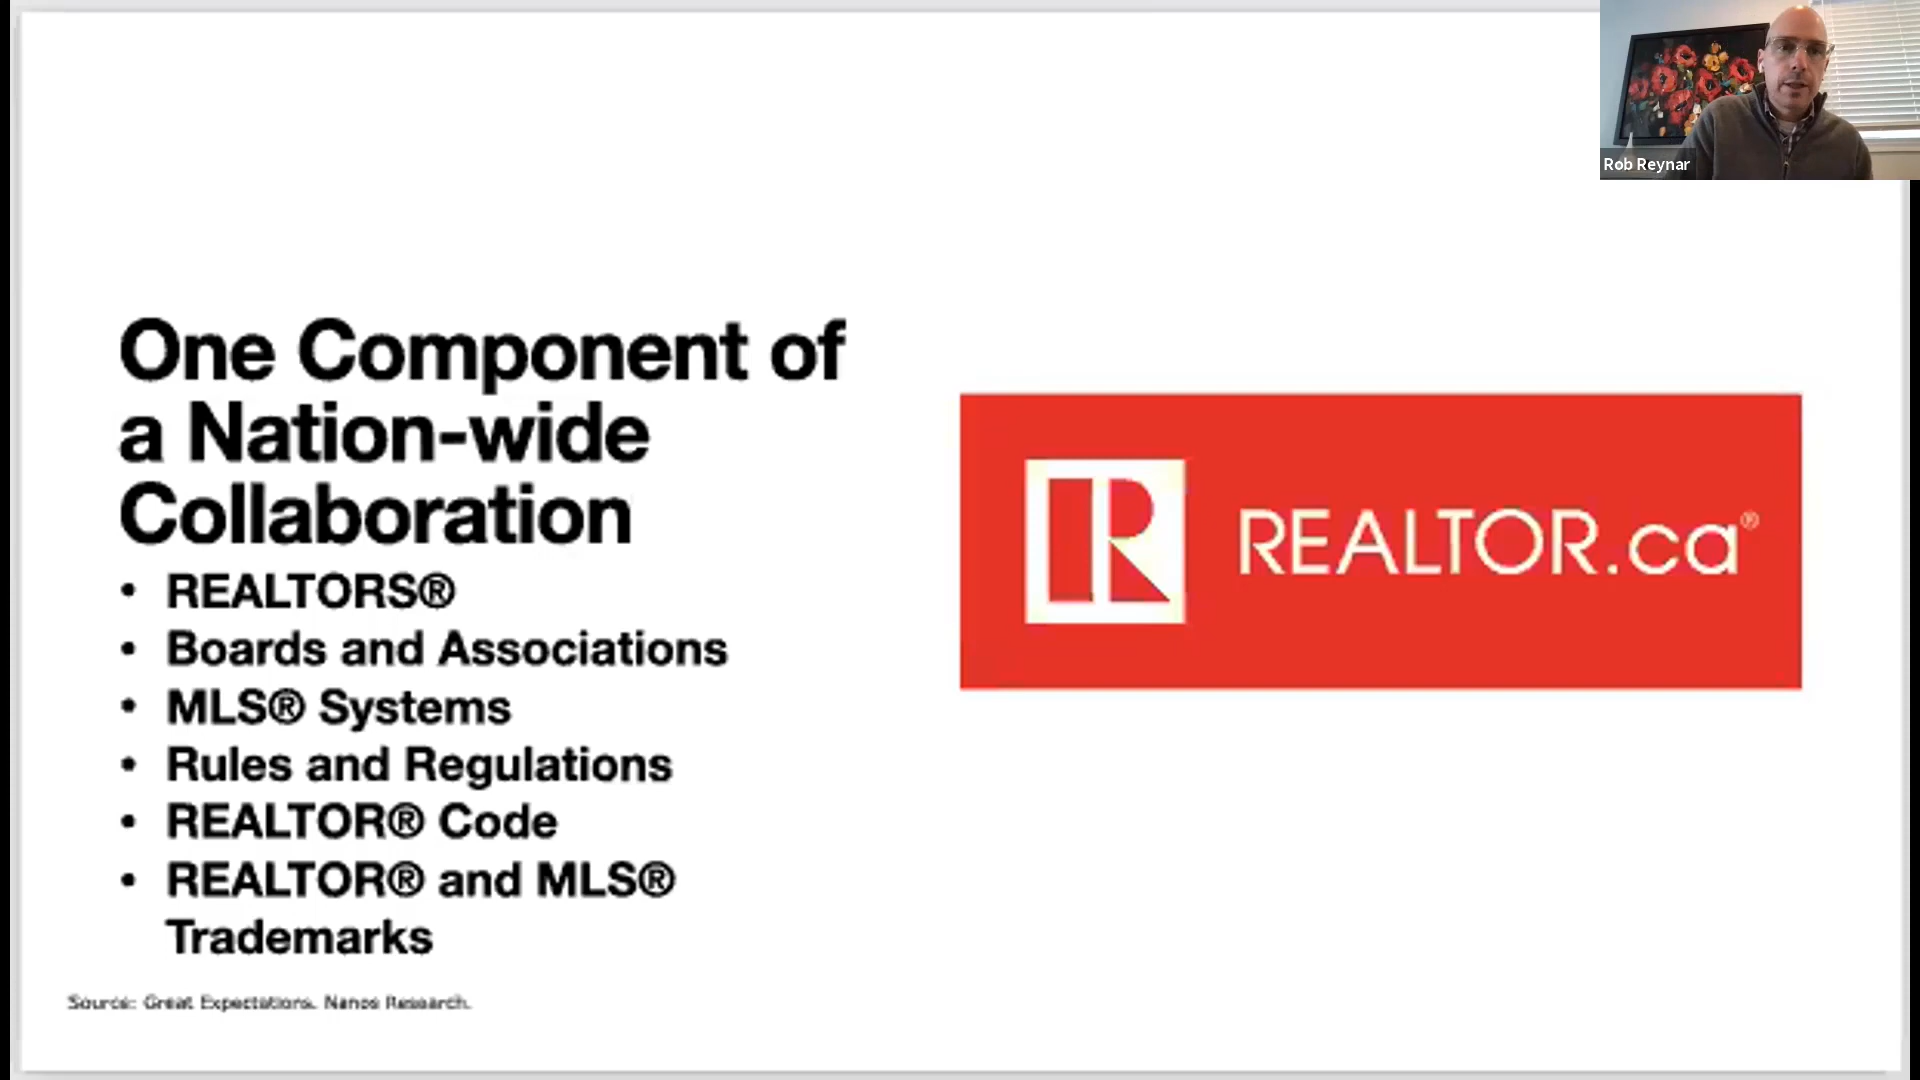 Rob Reynar
One Component of
a Nation-wide
Collaboration
• REALTORS®
• Boards and Associations
• MLS® Systems
• Rules and Regulations
• REALTOR® Code
• REALTOR® and MLS®
Trademarks
Source: Great Expectations. Nanos Research.
R REALTOR.ca®